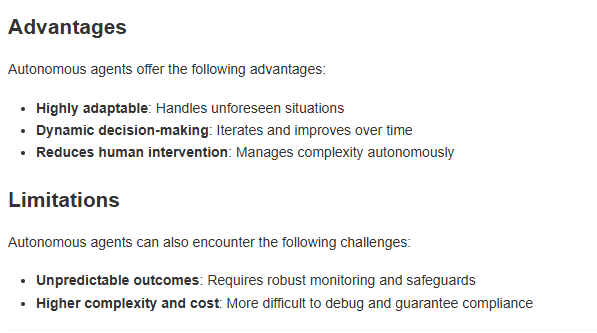 Advantages
Autonomous agents offer the following advantages:
• Highly adaptable: Handles unforeseen situations
• Dynamic decision-making: Iterates and improves over time
• Reduces human intervention: Manages complexity autonomously
Limitations
Autonomous agents can also encounter the following challenges:
• Unpredictable outcomes: Requires robust monitoring and safeguards
• Higher complexity and cost: More difficult to debug and guarantee compliance